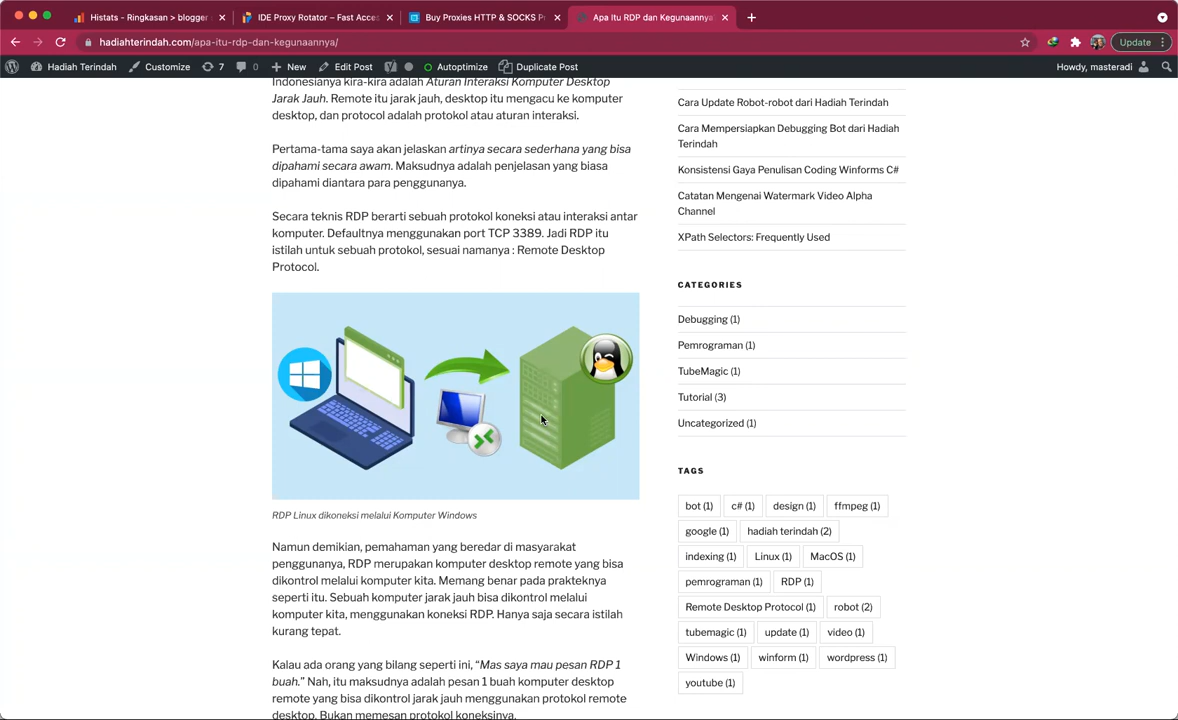 Histats - Ringkasan > blogger
IDE Proxy Rotator – Fast Acces
Buy Proxies HTTP & SOCKS P
Apa Itu RDP dan Kegunaannya
hadiahterindah.com/apa-itu-rdp-dan-kegunaannya/
Update
Hadiah Terindah
Customize
7
0
New
Edit Post
Autoptimize
Duplicate Post
Howdy, masteradi
Indonesianya kira-kira adalah Aturan Interaksi Komputer Desktop
Jarak Jauh. Remote itu jarak jauh, desktop itu mengacu ke komputer
desktop, dan protocol adalah protokol atau aturan interaksi.
Pertama-tama saya akan jelaskan artinya secara sederhana yang bisa
dipahami secara awam. Maksudnya adalah penjelasan yang biasa
dipahami diantara para penggunanya.
Secara teknis RDP berarti sebuah protokol koneksi atau interaksi antar
komputer. Defaultnya menggunakan port TCP 3389. Jadi RDP itu
istilah untuk sebuah protokol, sesuai namanya : Remote Desktop
Protocol.
RDP Linux dikoneksi melalui Komputer Windows
Namun demikian, pemahaman yang beredar di masyarakat
penggunanya, RDP merupakan komputer desktop remote yang bisa
dikontrol melalui komputer kita. Memang benar pada prakteknya
seperti itu. Sebuah komputer jarak jauh bisa dikontrol melalui
komputer kita, menggunakan koneksi RDP. Hanya saja secara istilah
kurang tepat.
Kalau ada orang yang bilang seperti ini, “Mas saya mau pesan RDP 1
buah.” Nah, itu maksudnya adalah pesan 1 buah komputer desktop
remote yang bisa dikontrol jarak jauh menggunakan protokol remote
desktop. Bukan memesan protokol koneksinya.
Cara Update Robot-robot dari Hadiah Terindah
Cara Mempersiapkan Debugging Bot dari Hadiah
Terindah
Konsistensi Gaya Penulisan Coding Winforms C#
Catatan Mengenai Watermark Video Alpha
Channel
XPath Selectors: Frequently Used
CATEGORIES
Debugging (1)
Pemrograman (1)
TubeMagic (1)
Tutorial (3)
Uncategorized (1)
TAGS
bot (1) c# (1) design (1) ffmpeg (1)
google (1) hadiah terindah (2)
indexing (1) Linux (1) MacOS (1)
pemrograman (1) RDP (1)
Remote Desktop Protocol (1) robot (2)
tubemagic (1) update (1) video (1)
Windows (1) winform (1) wordpress (1)
youtube (1)